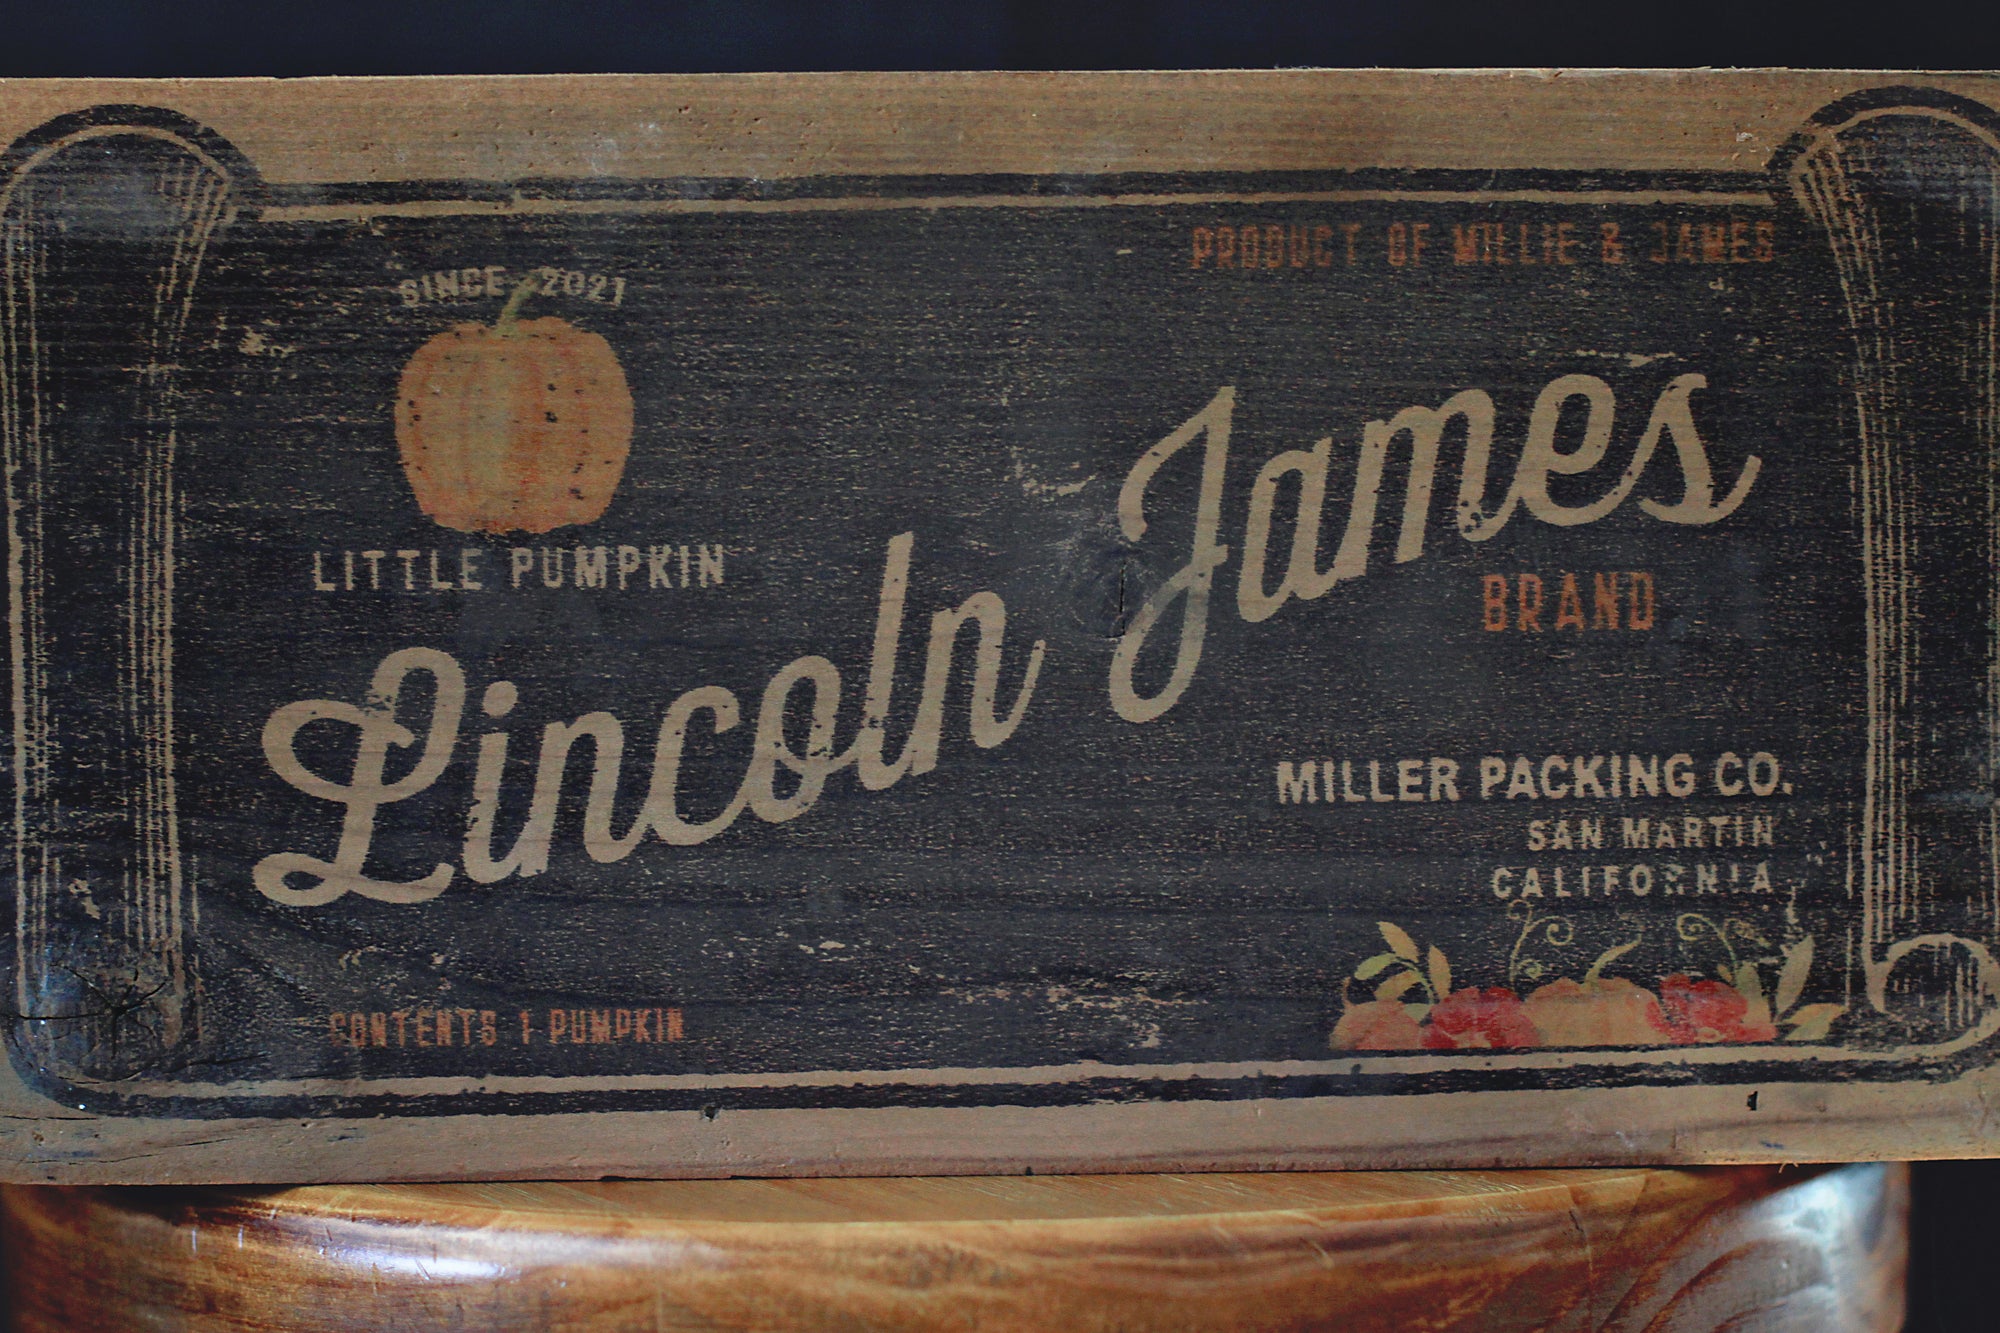 PRODUCT OF MILLIE & JAMES
SINCE 2021
LITTLE PUMPKIN
Lincoln James'
BRAND
MILLER PACKING CO.
SAN MARTIN
CALIFORNIA
CONTENTS 1 PUMPKIN